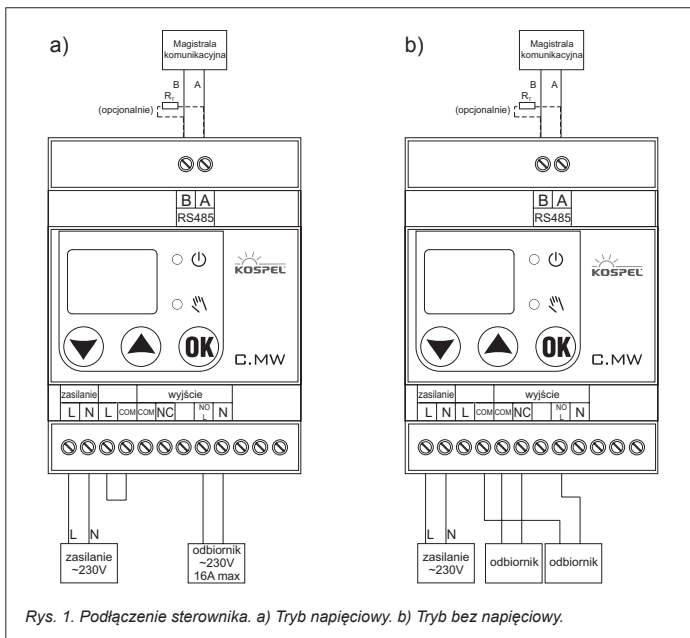 a)
Magistrala
komunikacyjna
B A
R_T
(opcjonalnie)
B A
RS485
KOSPEL
OK
C.MW
zasilanie wyjście
L N L COM COM NC NO L N
L N
zasilanie
~230V
odbiornik
~230V
16A max
b)
Magistrala
komunikacyjna
B A
R_T
(opcjonalnie)
B A
RS485
KOSPEL
OK
C.MW
zasilanie wyjście
L N L COM COM NC NO L N
L N
zasilanie
~230V
odbiornik
odbiornik
Rys. 1. Podłączenie sterownika. a) Tryb napięciowy. b) Tryb bez napięciowy.